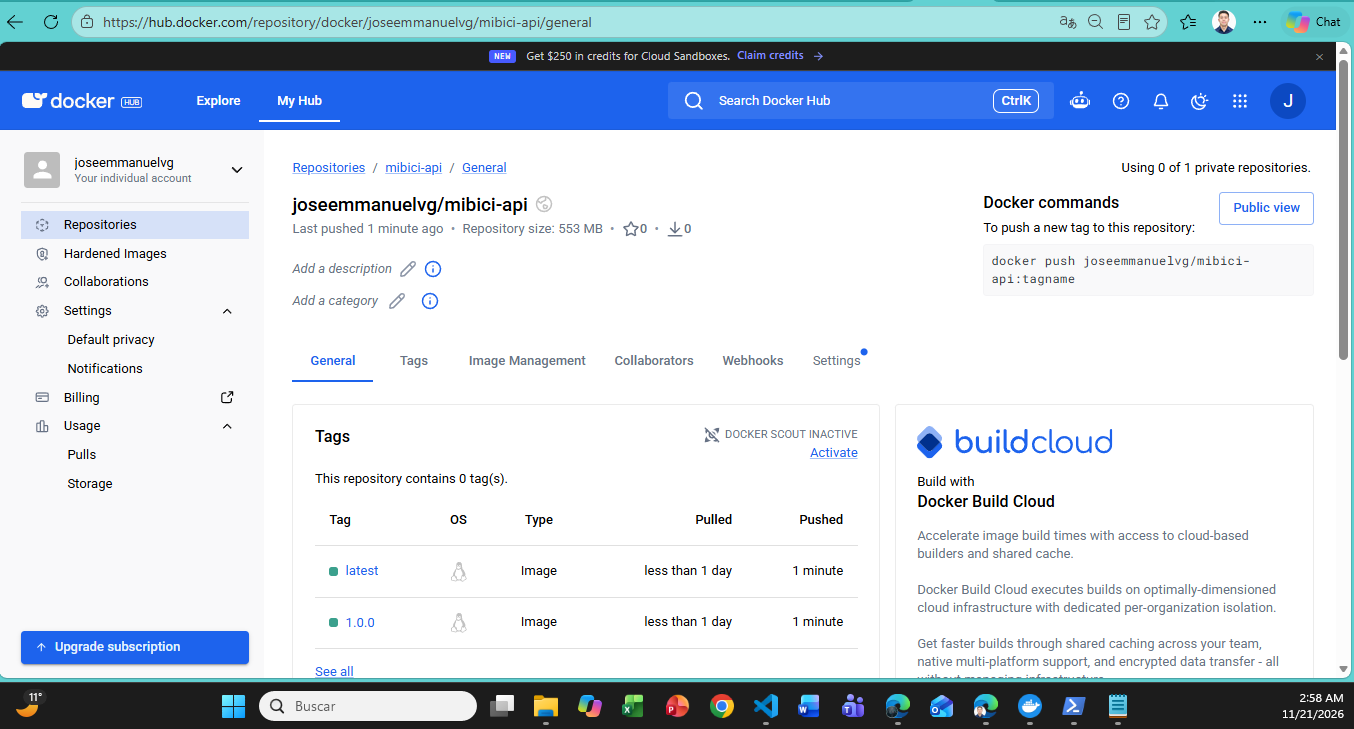 https://hub.docker.com/repository/docker/joseemmanuelvg/mibici-api/general
Chat
NEW Get $250 in credits for Cloud Sandboxes. Claim credits →
docker HUB
Explore
My Hub
Search Docker Hub
CtrlK
J
joseemmanuelvg
Your individual account
Repositories
Hardened Images
Collaborations
Settings
Default privacy
Notifications
Billing
Usage
Pulls
Storage
Upgrade subscription
Repositories / mibici-api / General
Using 0 of 1 private repositories.
joseemmanuelvg/mibici-api
Last pushed 1 minute ago • Repository size: 553 MB • 0 • 0
Add a description
Add a category
Docker commands
Public view
To push a new tag to this repository:
docker push joseemmanuelvg/mibici-
api:tagname
General
Tags
Image Management
Collaborators
Webhooks
Settings
Tags
DOCKER SCOUT INACTIVE
Activate
This repository contains 0 tag(s).
Tag OS Type Pulled Pushed
latest Image less than 1 day 1 minute
1.0.0 Image less than 1 day 1 minute
See all
buildcloud
Build with
Docker Build Cloud
Accelerate image build times with access to cloud-based
builders and shared cache.
Docker Build Cloud executes builds on optimally-dimensioned
cloud infrastructure with dedicated per-organization isolation.
Get faster builds through shared caching across your team,
native multi-platform support, and encrypted data transfer - all
without managing infrastructure.
11°
Buscar
2:58 AM
11/21/2026